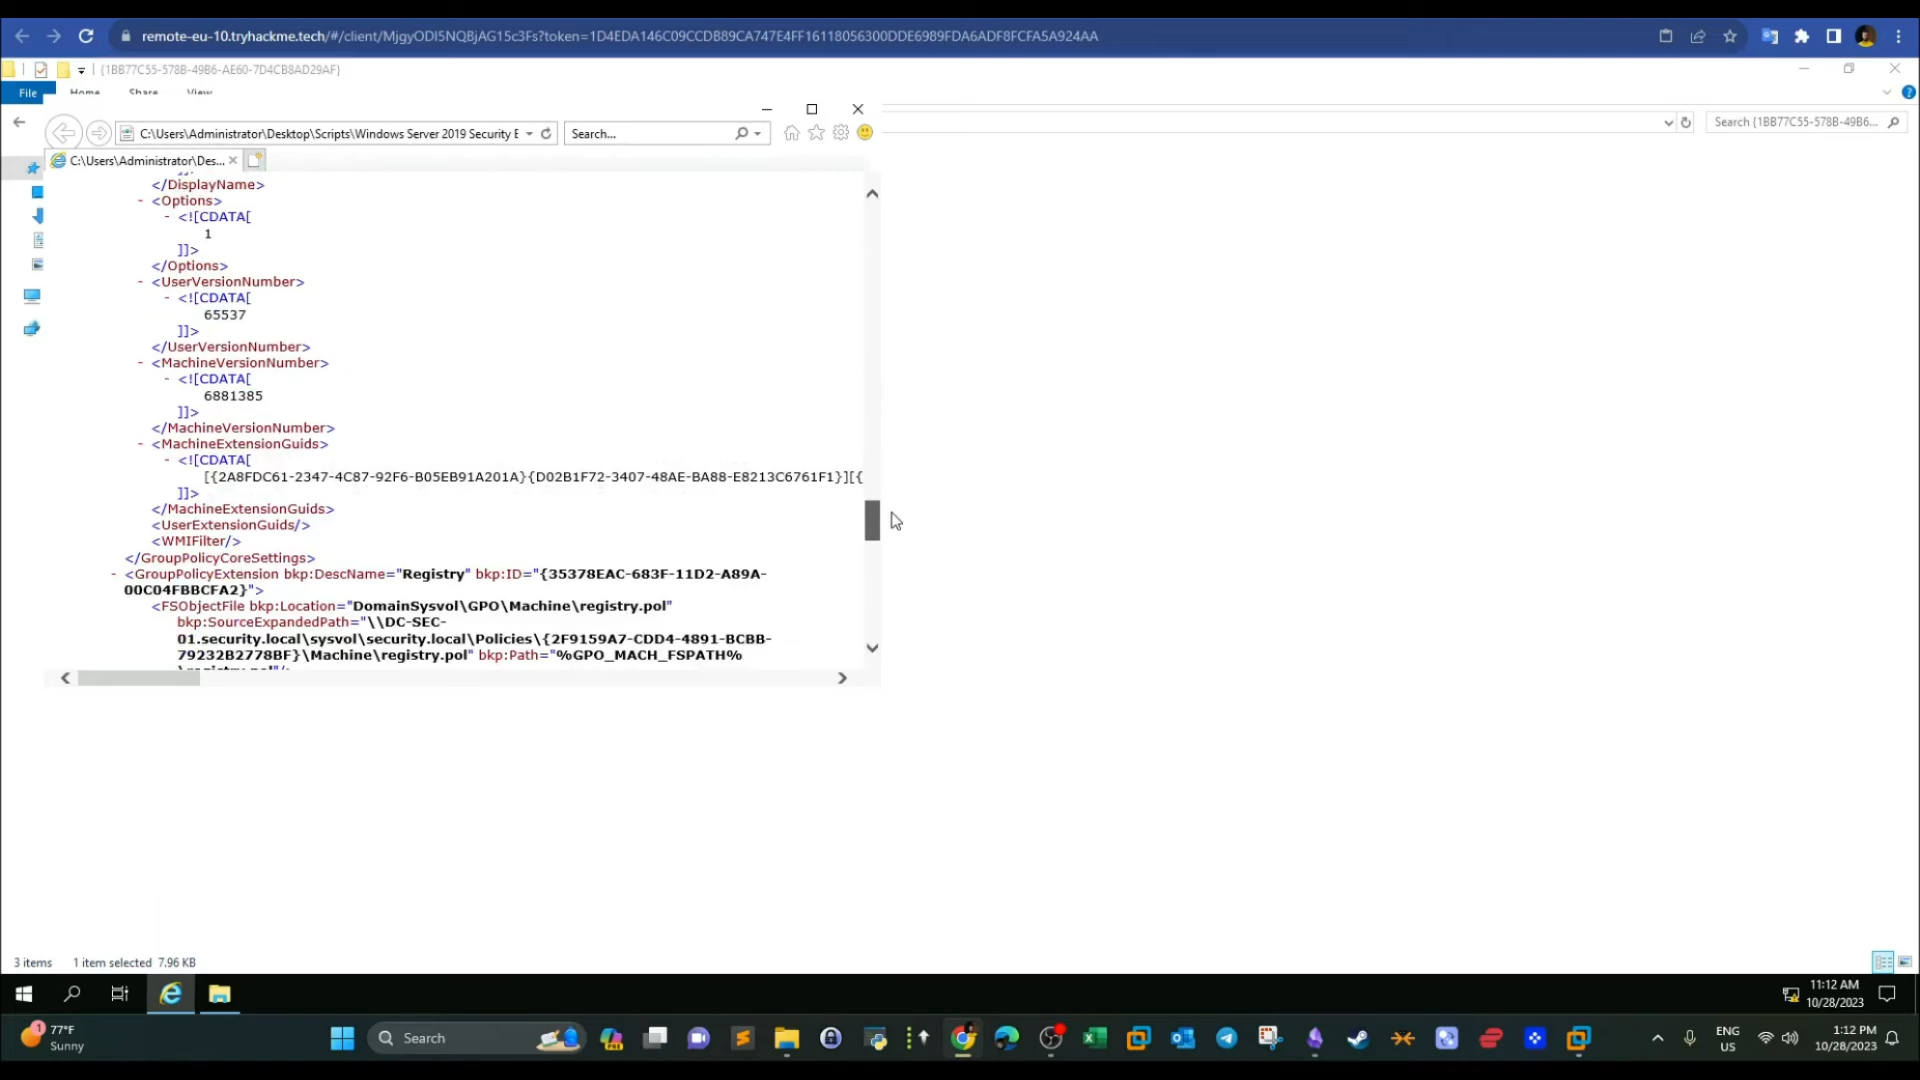 remote-eu-10.tryhackme.tech/#/client/MjgyODI5NQBjAG15c3Fs?token=1D4EDA146C09CCDB89CA747E4FF16118056300DDE6989FDA6ADF8FCFA5A924AA
{1BB77C55-578B-49B6-AE60-7D4CB8AD29AF}
File Home Share View
Search {1BB77C55-578B-49B6...
C:\Users\Administrator\Desktop\Scripts\Windows Server 2019 Security E
Search...
C:\Users\Administrator\Des...
</DisplayName>
- <Options>
- <![CDATA[
1
]]>
</Options>
- <UserVersionNumber>
- <![CDATA[
65537
]]>
</UserVersionNumber>
- <MachineVersionNumber>
- <![CDATA[
6881385
]]>
</MachineVersionNumber>
- <MachineExtensionGuids>
- <![CDATA[
[{2A8FDC61-2347-4C87-92F6-B05EB91A201A}{D02B1F72-3407-48AE-BA88-E8213C6761F1}][{
]]>
</MachineExtensionGuids>
<UserExtensionGuids/>
<WMIFilter/>
</GroupPolicyCoreSettings>
- <GroupPolicyExtension bkp:DescName="Registry" bkp:ID="{35378EAC-683F-11D2-A89A-
00C04FBBCFA2}">
<FSObjectFile bkp:Location="DomainSysvol\GPO\Machine\registry.pol"
bkp:SourceExpandedPath="\\DC-SEC-
01.security.local\sysvol\security.local\Policies\{2F9159A7-CDD4-4891-BCBB-
79232B2778BF}\Machine\registry.pol" bkp:Path="%GPO_MACH_FSPATH%
\registry.pol"/>
3 items 1 item selected 7.96 KB
11:12 AM
10/28/2023
1
77°F
Sunny
Search
ENG
US
1:12 PM
10/28/2023